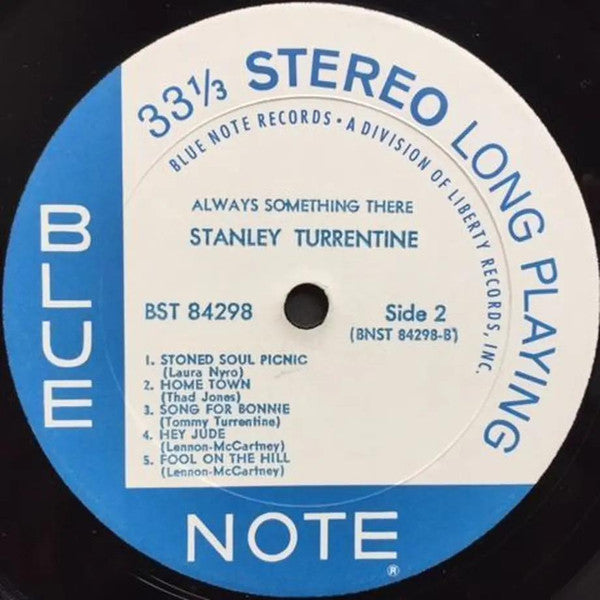 33 1/3 STEREO LONG PLAYING
BLUE NOTE RECORDS • A DIVISION OF LIBERTY RECORDS, INC.
ALWAYS SOMETHING THERE
STANLEY TURRENTINE
BST 84298
Side 2
(BNST 84298-B)
1. STONED SOUL PICNIC
(Laura Nyro)
2. HOME TOWN
(Thad Jones)
3. SONG FOR BONNIE
(Tommy Turrentine)
4. HEY JUDE
(Lennon-McCartney)
5. FOOL ON THE HILL
(Lennon-McCartney)
BLUE
NOTE
®